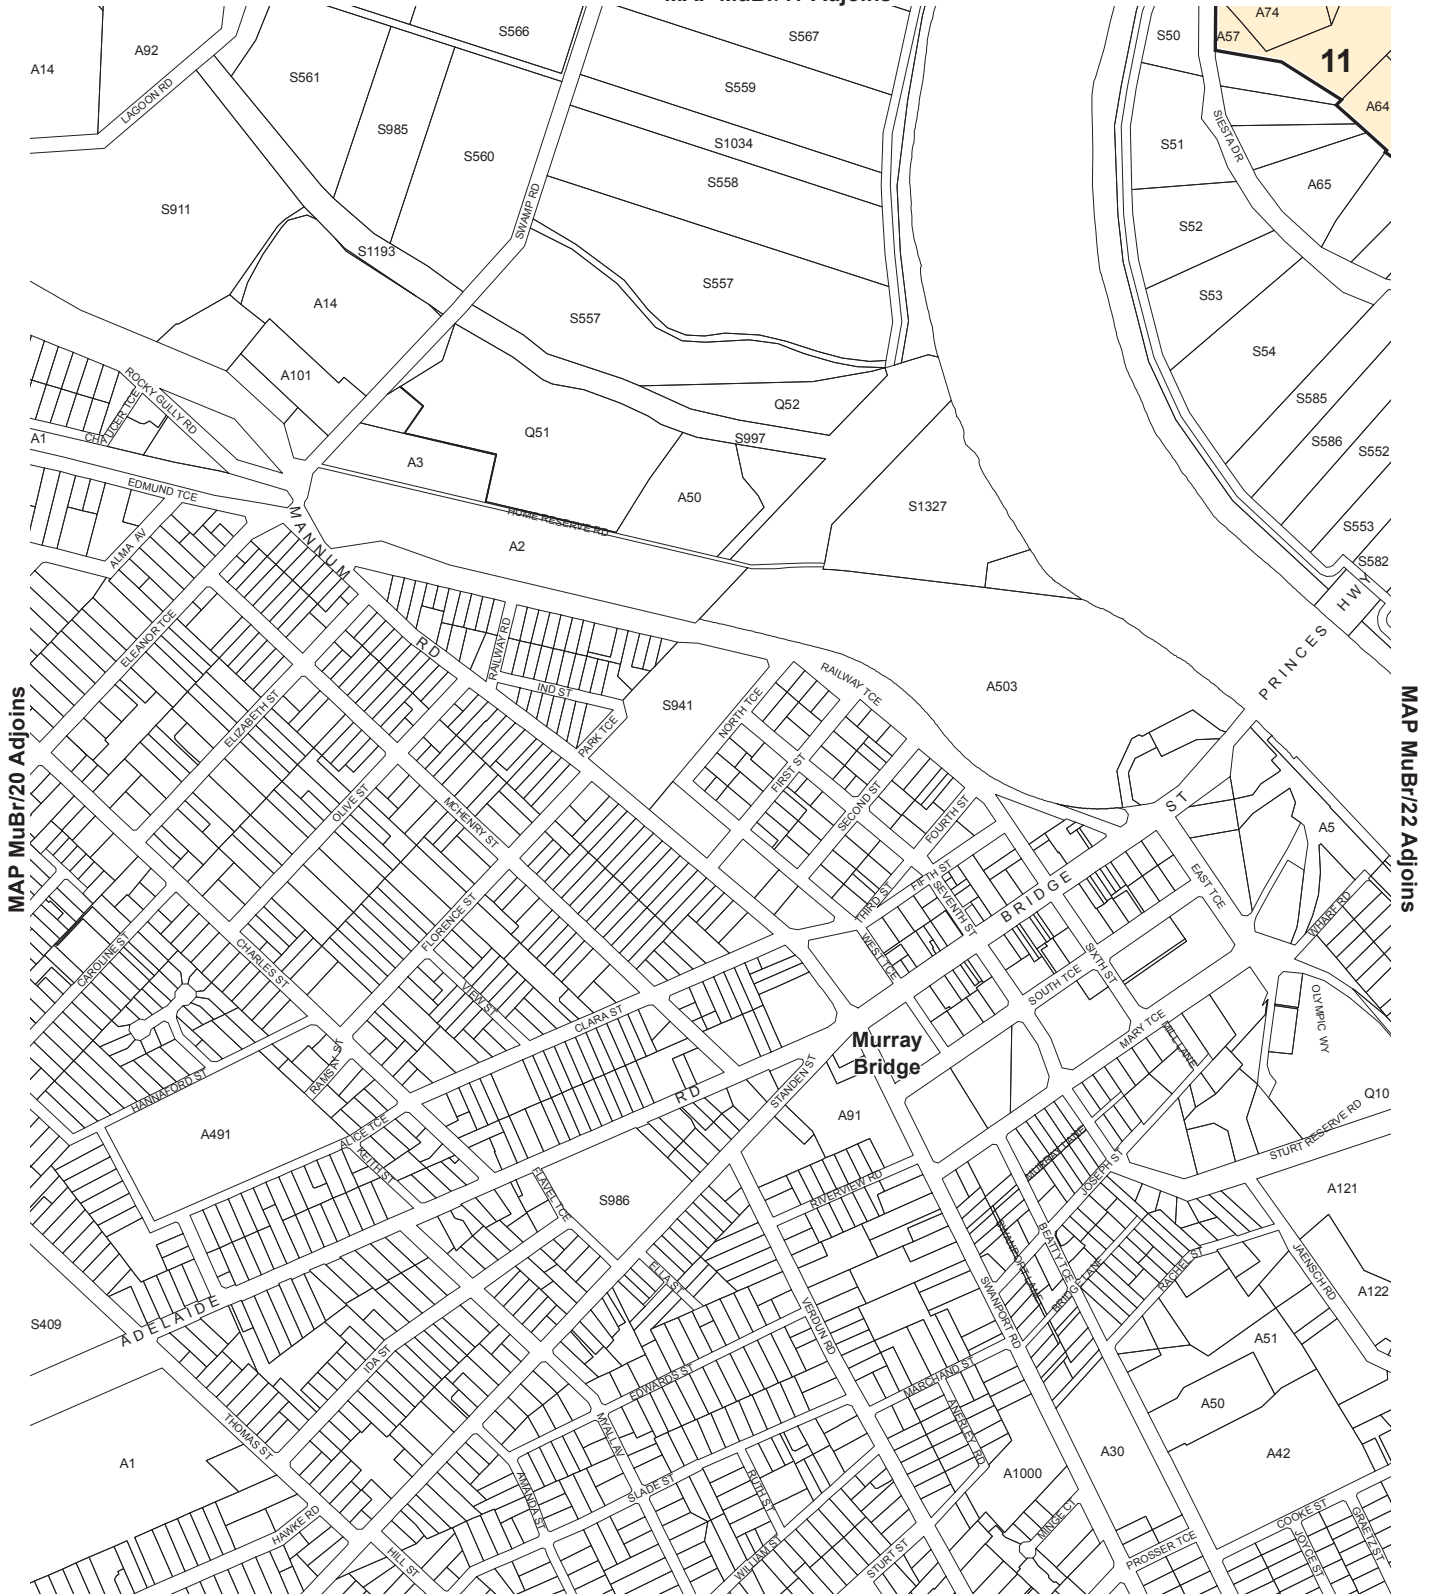 A14
A92
LAGOON RD
S561
S566
S985
S560
S911
S1193
SWAMP RD
S567
S559
S1034
S558
S557
S557
S50
A74
A57
11
A64
SIESTA DR
S51
A65
S52
S53
S54
S585
S586
S552
S553
S582
A14
A101
ROCKY GULLY RD
CHAUCER TCE
A1
EDMUND TCE
ALMA AV
A3
Q51
Q52
S997
A50
HOME RESERVE RD
A2
S1327
MANNUM RD
PRINCES HWY
ELEANOR TCE
ELIZABETH ST
RAILWAY RD
IND ST
PARK TCE
S941
NORTH TCE
RAILWAY TCE
A503
MAP MuBr/20 Adjoins
MAP MuBr/22 Adjoins
OLIVE ST
MCHENRY ST
FIRST ST
SECOND ST
FOURTH ST
THIRD ST
FIFTH ST
SEVENTH ST
BRIDGE ST
EAST TCE
A5
WHARF RD
WEST TCE
SIXTH ST
SOUTH TCE
CAROLINE ST
CHARLES ST
FLORENCE ST
VIEW ST
CLARA ST
Murray
Bridge
MARY TCE
MILL LANE
OLYMPIC WY
HANNAFORD ST
RAMSAY ST
A491
ALICE TCE
KEITH ST
STANDEN ST
A91
Q10
STURT RESERVE RD
FLAVEL TCE
S986
RIVERVIEW RD
MURRAY LANE
JOSEPH ST
A121
ELLA ST
SWANPORT LANE
BEATTY TCE
BRIDGE LANE
RACHEL ST
JAENSCH RD
A122
S409
ADELAIDE RD
VERDUN RD
SWANPORT RD
A51
IDA ST
EDWARDS ST
MARCHAND ST
A50
THOMAS ST
MYALL AV
ANERLEY RD
A1
A30
A42
A1000
AMANDA ST
SLADE ST
RUTH ST
HAWKE RD
MINGE CT
COOKE ST
JOYCE ST
GRAETZ ST
HILL ST
WILLIAM ST
STURT ST
PROSSER TCE